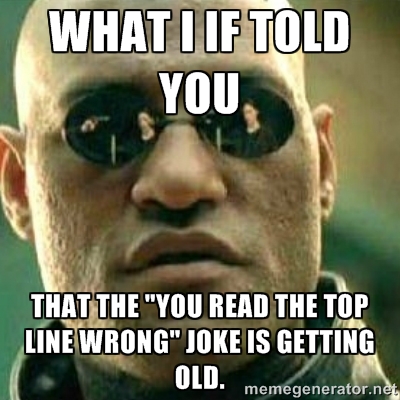 WHAT I IF TOLD
YOU
THAT THE "YOU READ THE TOP
LINE WRONG" JOKE IS GETTING
OLD.
memegenerator.net